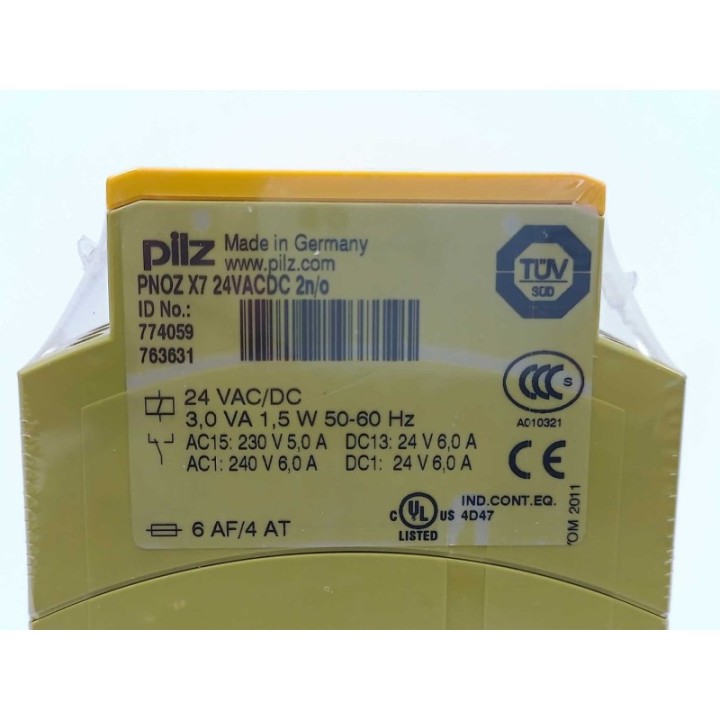 pilz Made in Germany
www.pilz.com
PNOZ X7 24VACDC 2n/o
ID No.:
774059
763631
TÜV
SÜD
24 VAC/DC
3,0 VA 1,5 W 50-60 Hz
AC15: 230 V 5,0 A DC13: 24 V 6,0 A
AC1: 240 V 6,0 A DC1: 24 V 6,0 A
CCC S
A010321
CE
6 AF/4 AT
C UL US
LISTED
IND.CONT.EQ.
4D47
YOM 2011